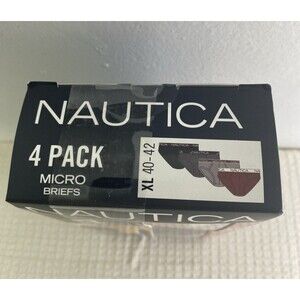 NAUTICA
4 PACK
MICRO
BRIEFS
XL 40-42